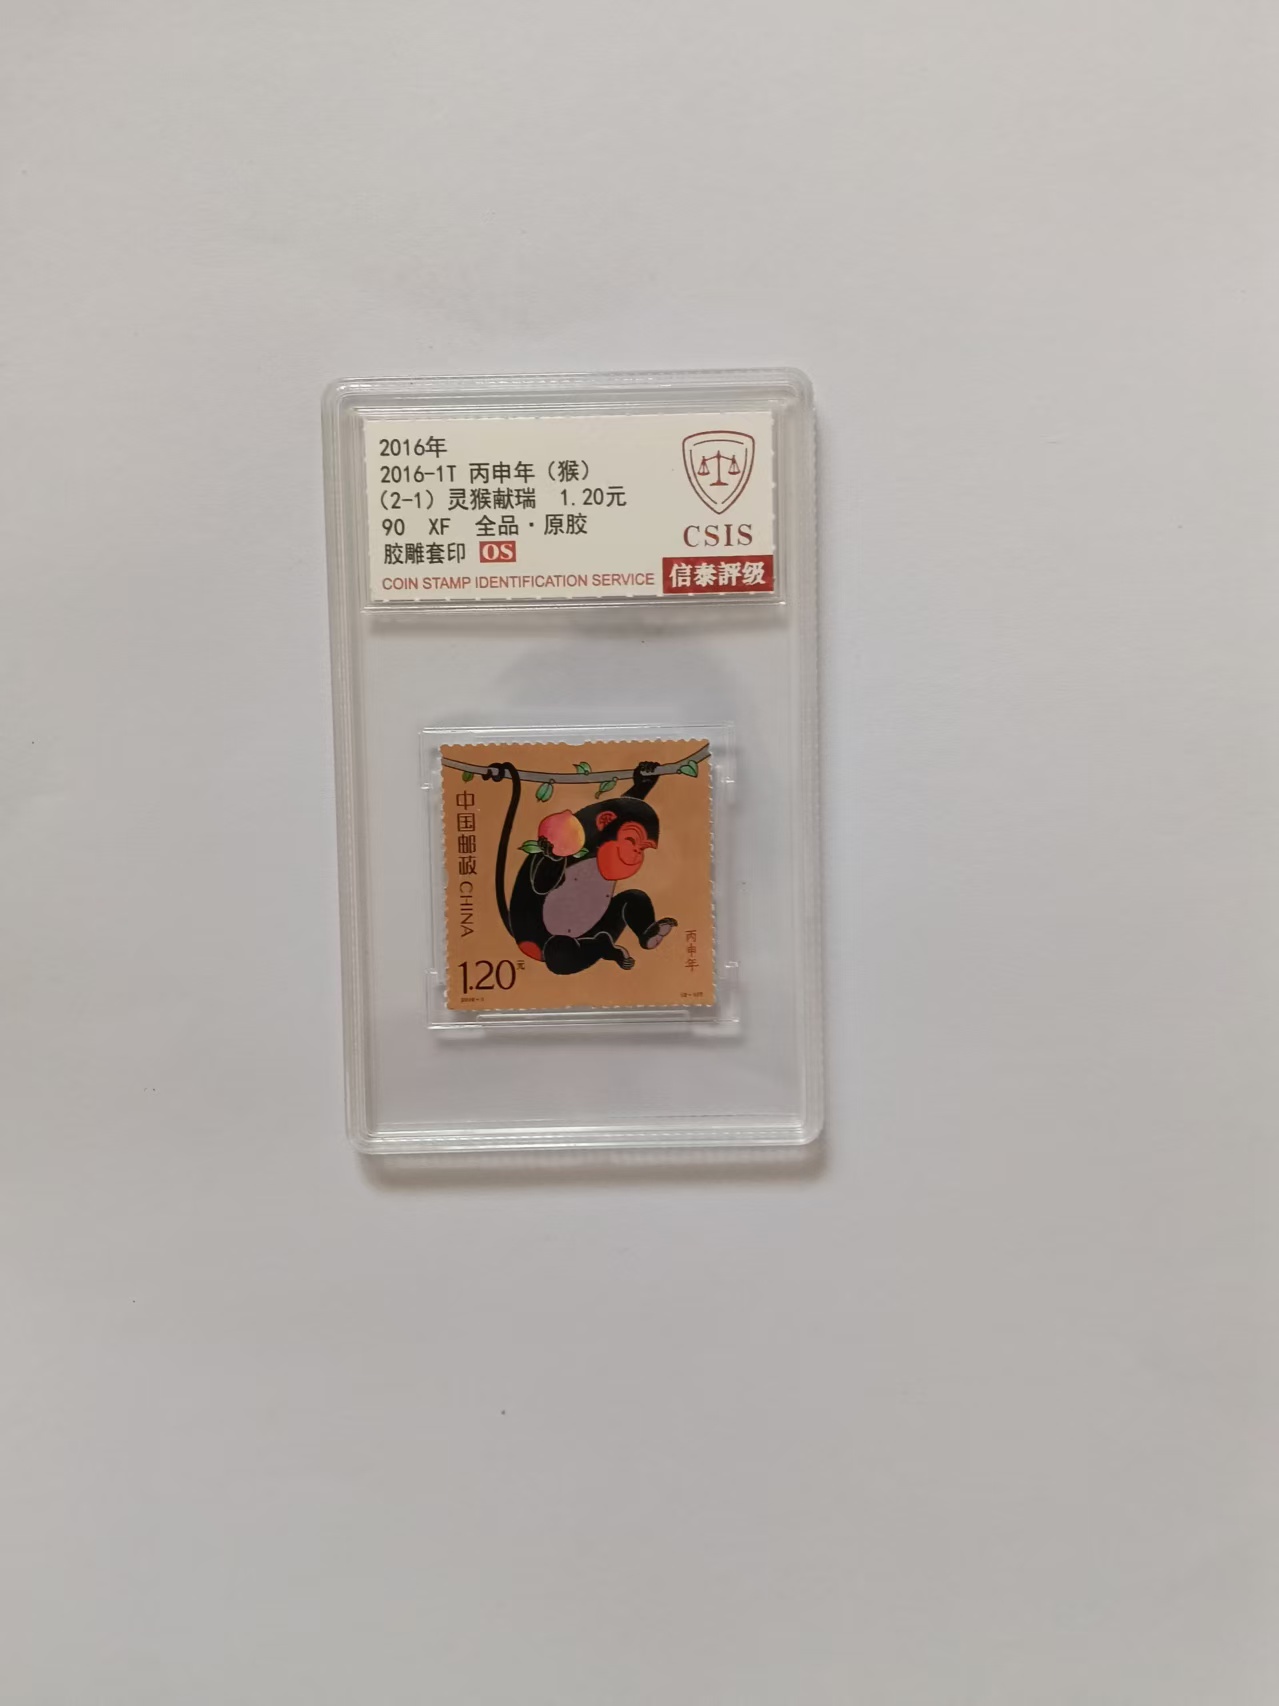 2016年
2016-1T 丙申年（猴）
（2-1）灵猴献瑞 1.20元
90 XF 全品·原胶
胶雕套印 OS
COIN STAMP IDENTIFICATION SERVICE
CSIS
信泰評级
中国邮政 CHINA
丙申年
1.20元